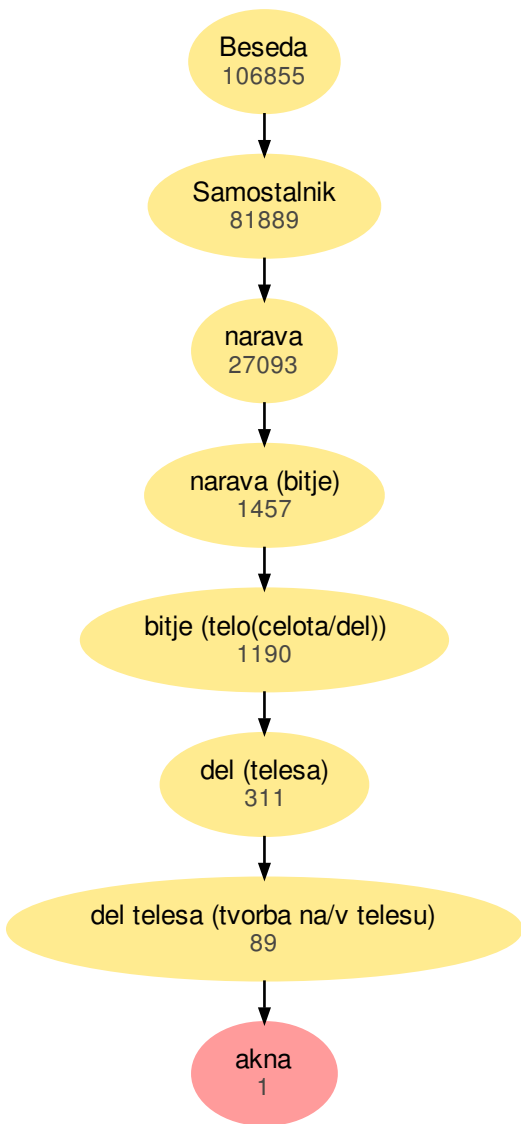 Beseda
106855
Samostalnik
81889
narava
27093
narava (bitje)
1457
bitje (telo(celota/del))
1190
del (telesa)
311
del telesa (tvorba na/v telesu)
89
akna
1